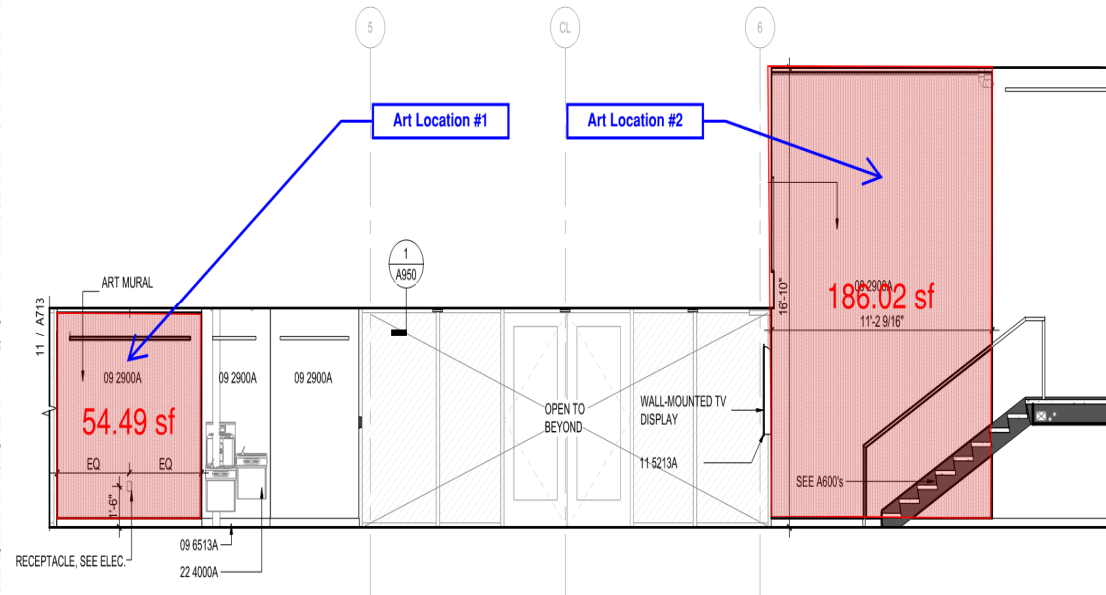 5
CL
6
Art Location #1
Art Location #2
1
A950
ART MURAL
11 / A713
16'-10"
09 2900A
186.02 sf
11'-2 9/16"
09 2900A
09 2900A
09 2900A
54.49 sf
OPEN TO
BEYOND
WALL-MOUNTED TV
DISPLAY
EQ
EQ
11 5213A
SEE A600's
1'-6"
09 6513A
RECEPTACLE, SEE ELEC.
22 4000A